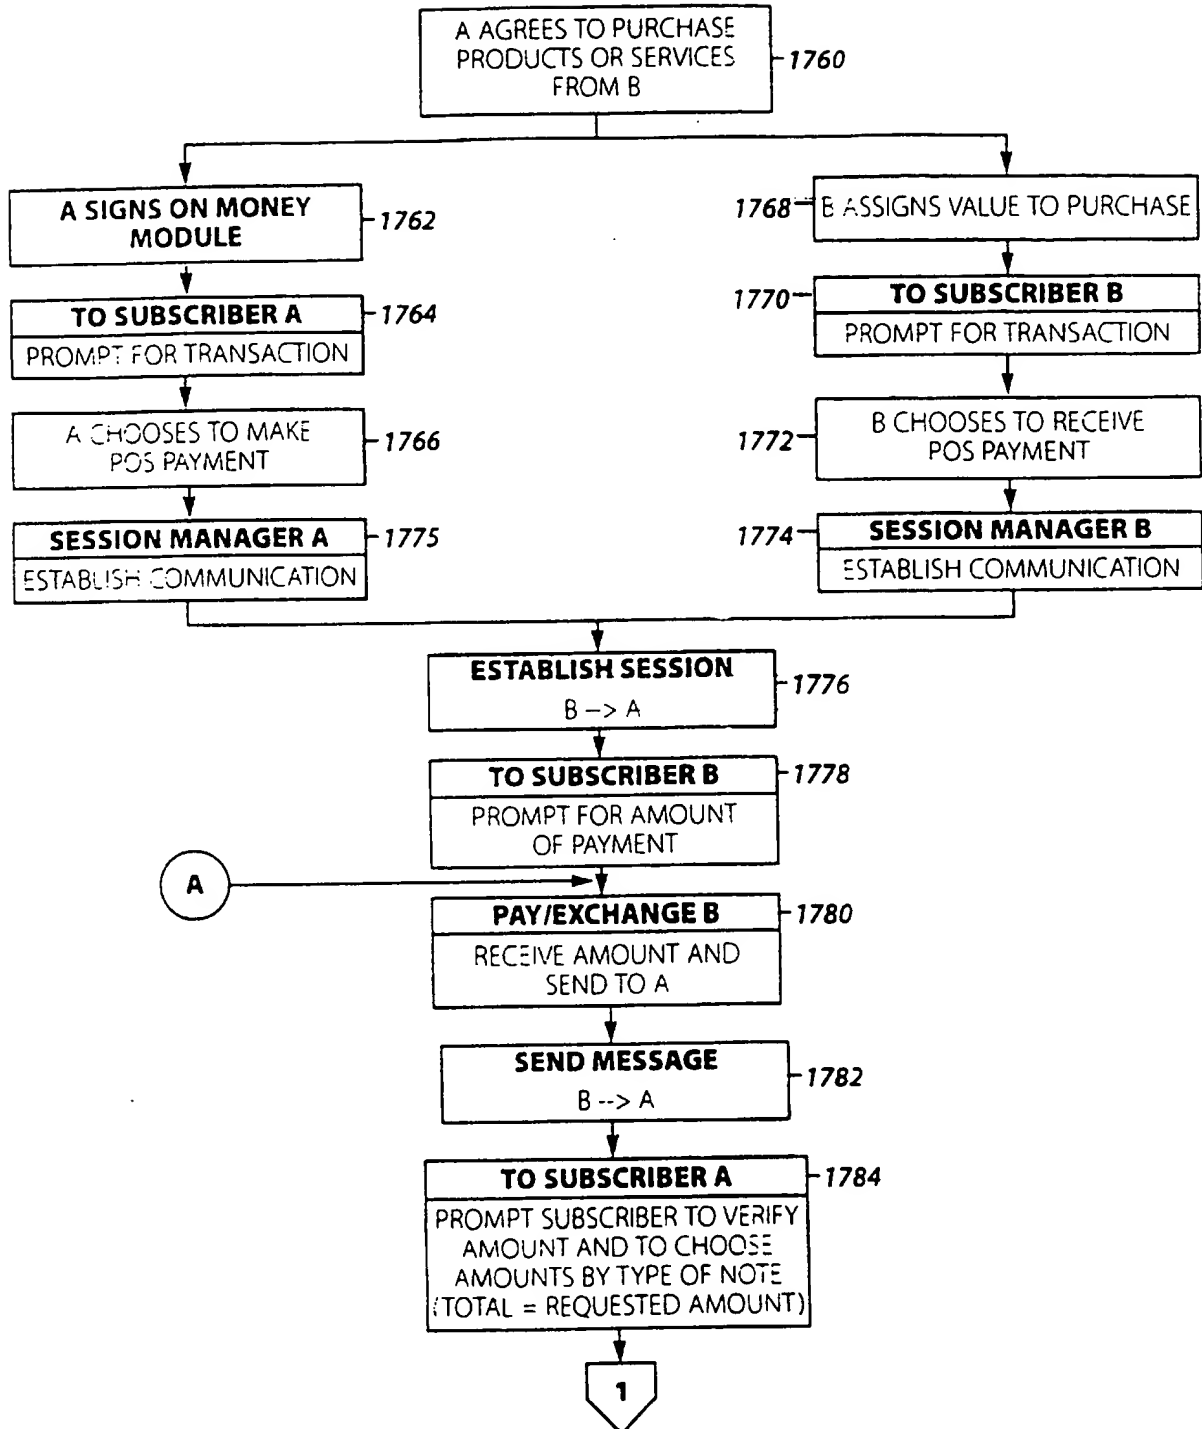 A AGREES TO PURCHASE
PRODUCTS OR SERVICES
FROM B
1760
A SIGNS ON MONEY
MODULE
1762
1768
B ASSIGNS VALUE TO PURCHASE
TO SUBSCRIBER A
1764
PROMPT FOR TRANSACTION
1770
TO SUBSCRIBER B
PROMPT FOR TRANSACTION
A CHOOSES TO MAKE
POS PAYMENT
1766
1772
B CHOOSES TO RECEIVE
POS PAYMENT
SESSION MANAGER A
1775
ESTABLISH COMMUNICATION
1774
SESSION MANAGER B
ESTABLISH COMMUNICATION
ESTABLISH SESSION
1776
B —> A
TO SUBSCRIBER B
1778
PROMPT FOR AMOUNT
OF PAYMENT
A
PAY/EXCHANGE B
1780
RECEIVE AMOUNT AND
SEND TO A
SEND MESSAGE
1782
B --> A
TO SUBSCRIBER A
1784
PROMPT SUBSCRIBER TO VERIFY
AMOUNT AND TO CHOOSE
AMOUNTS BY TYPE OF NOTE
(TOTAL = REQUESTED AMOUNT)
1